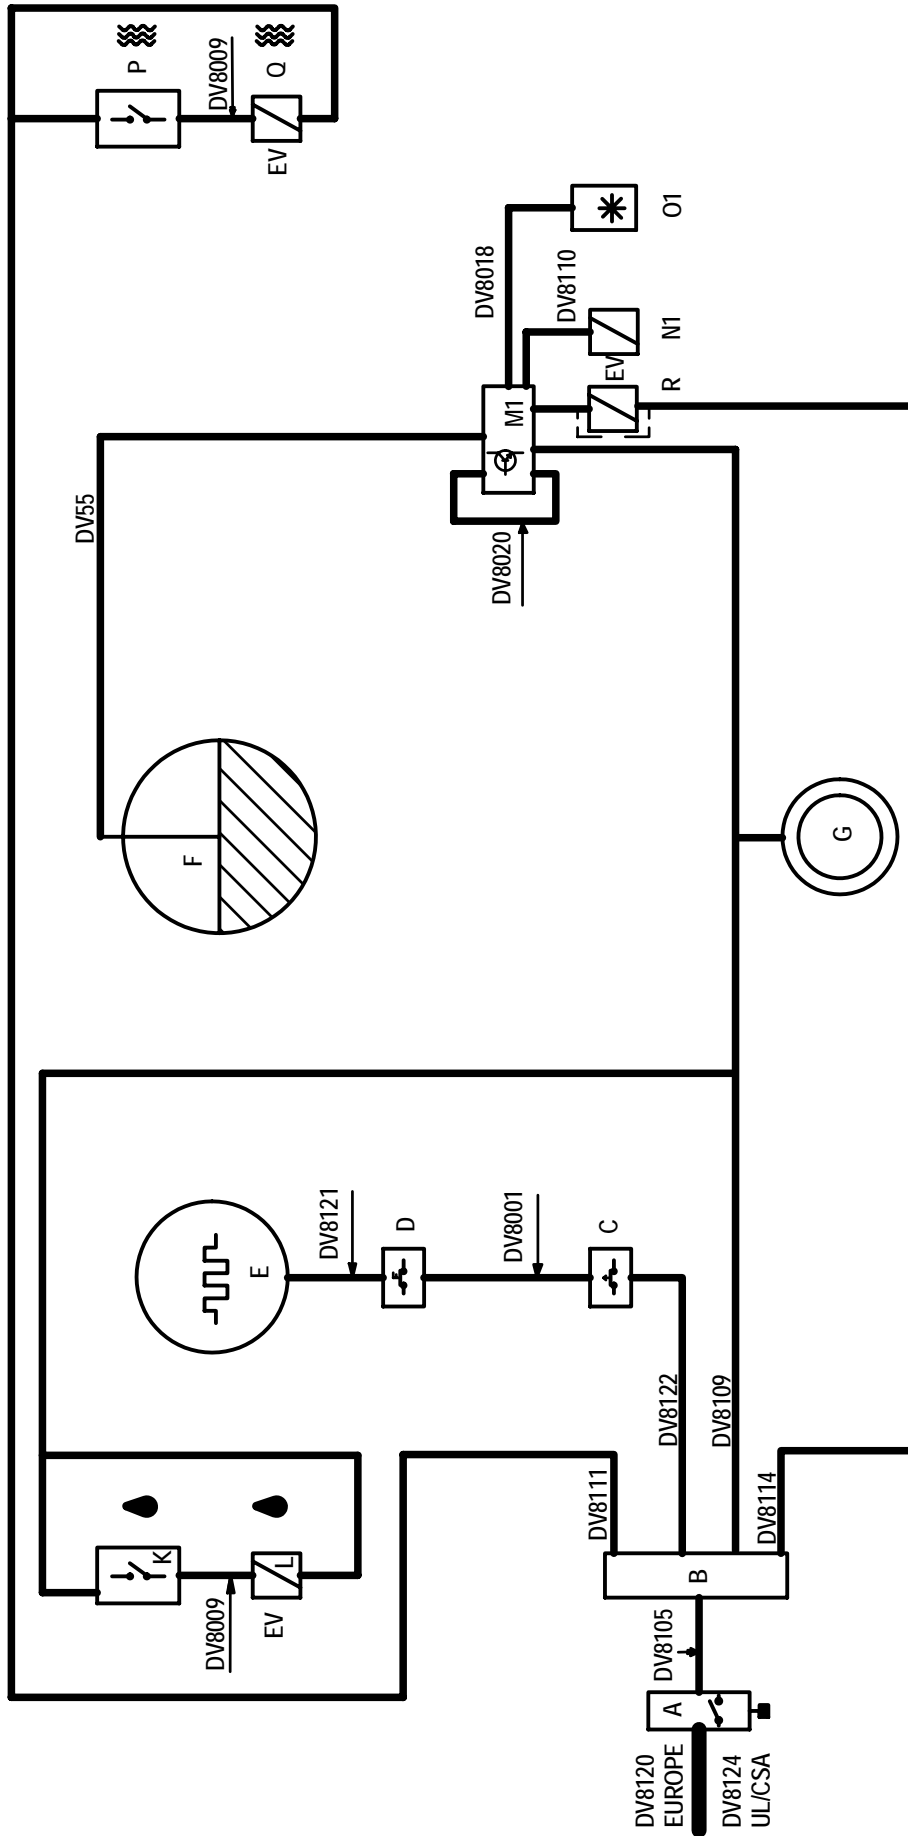 P
DV8009
Q
EV
DV8018
O1
DV8110
N1
EV
R
M1
DV55
DV8020
F
G
E
DV8121
D
DV8001
C
DV8122
DV8109
DV8111
DV8114
K
L
DV8009
EV
B
DV8105
A
DV8120
EUROPE
DV8124
UL/CSA